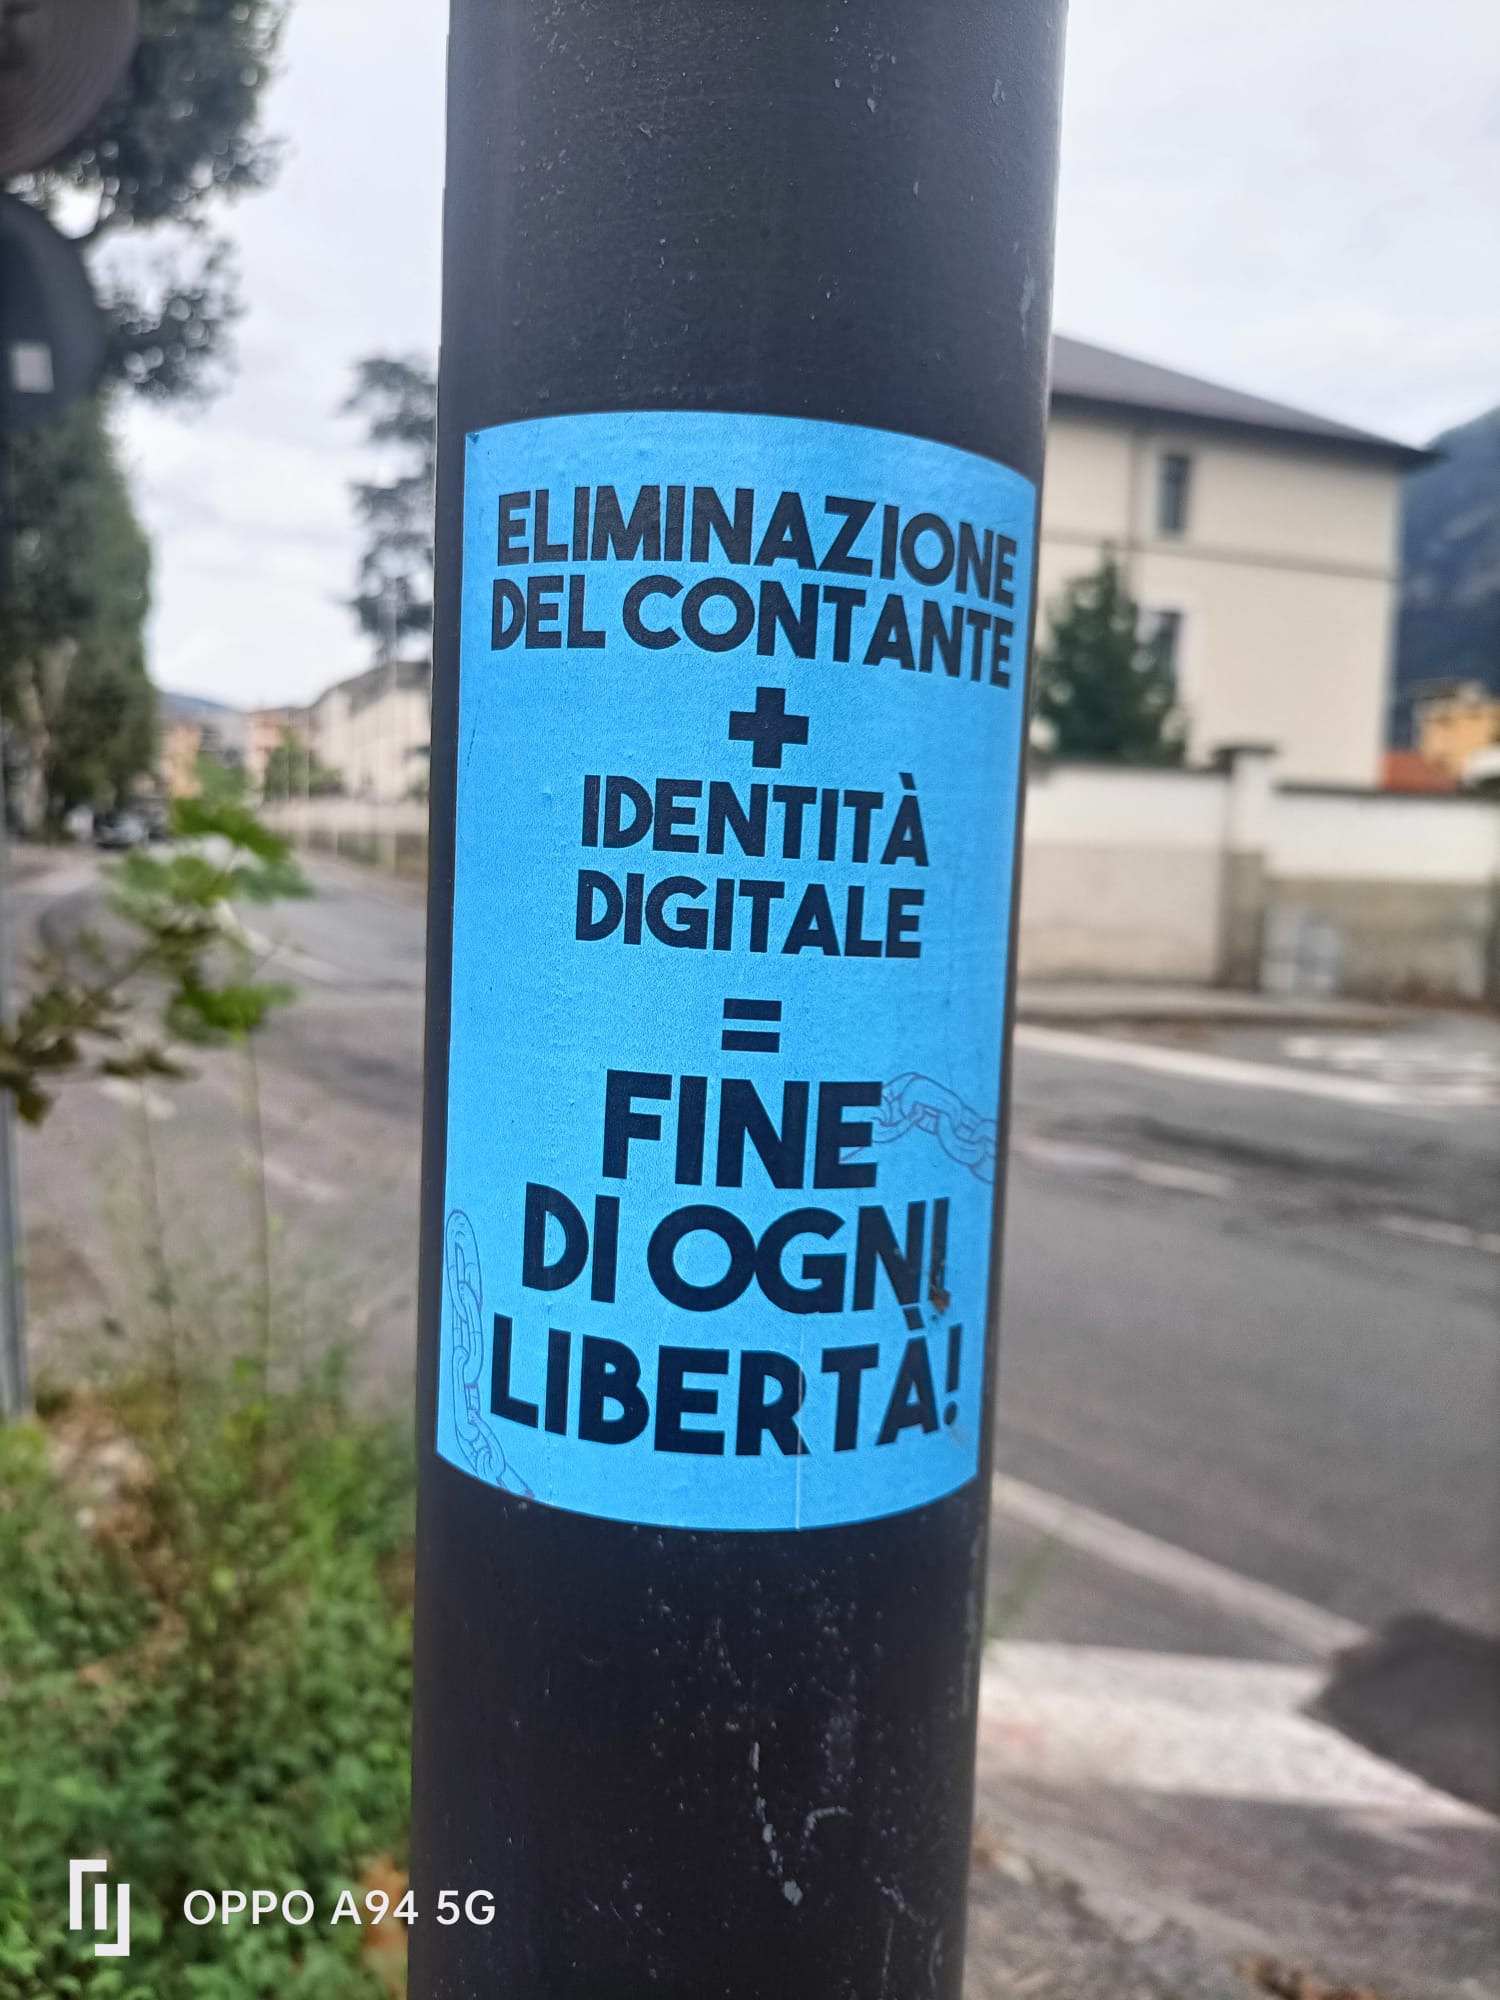 ELIMINAZIONE
DEL CONTANTE
+
IDENTITÀ
DIGITALE
=
FINE
DI OGNI
LIBERTÀ!
OPPO A94 5G